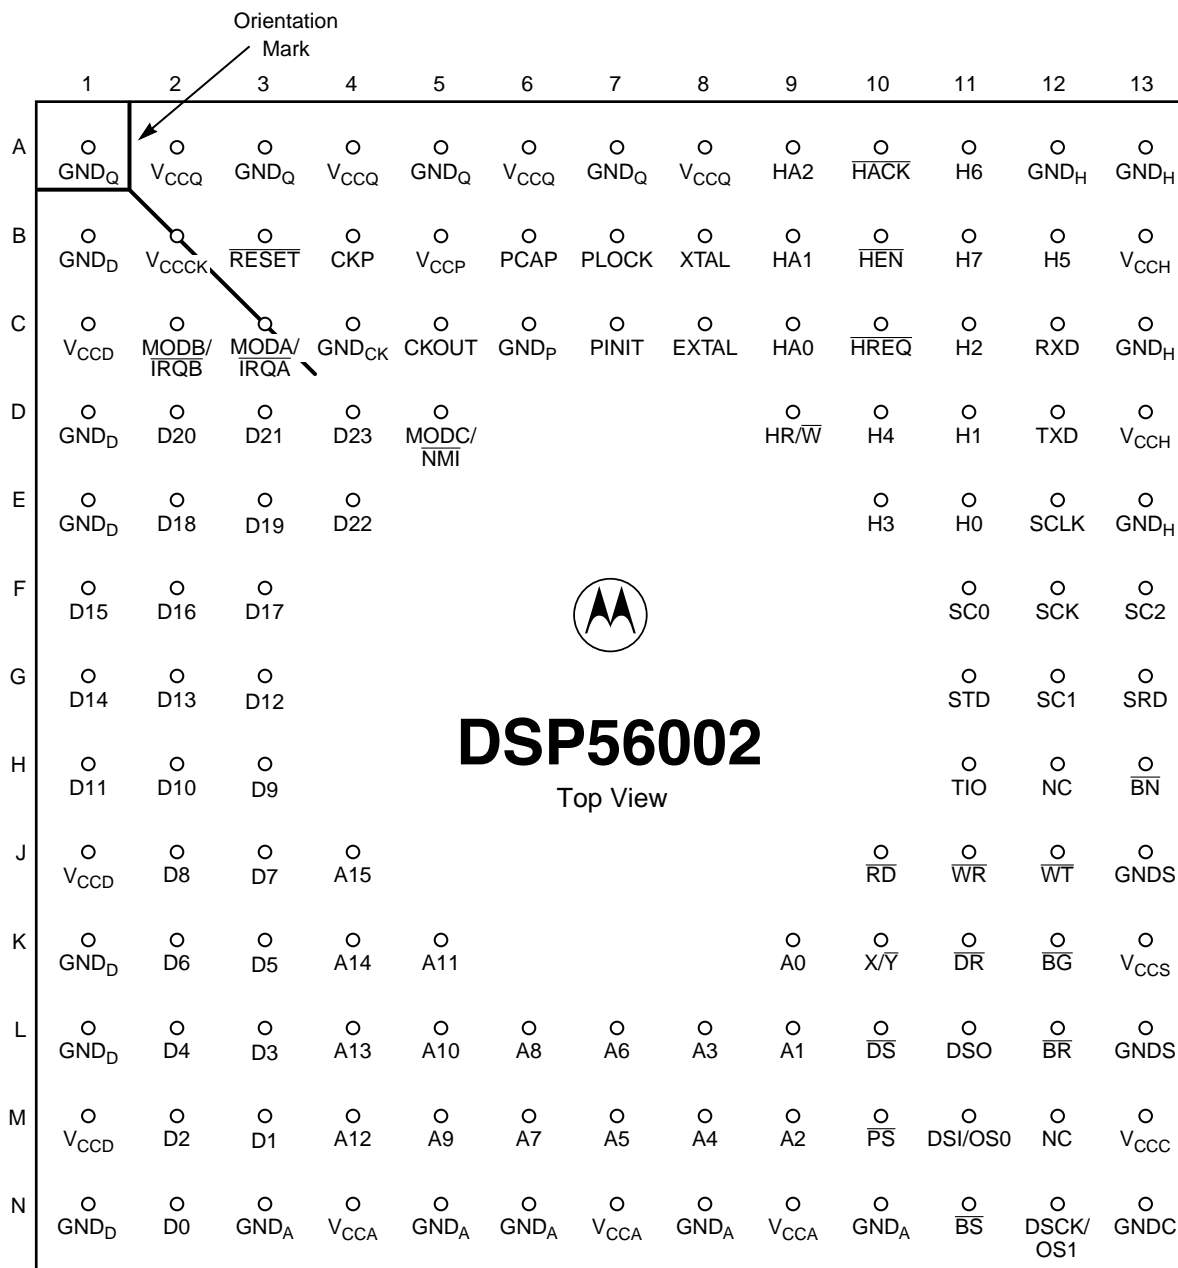 Orientation
Mark
1 2 3 4 5 6 7 8 9 10 11 12 13
A
GNDQ VCCQ GNDQ VCCQ GNDQ VCCQ GNDQ VCCQ HA2 HACK H6 GNDH GNDH
B
GNDD VCCCK RESET CKP VCCP PCAP PLOCK XTAL HA1 HEN H7 H5 VCCH
C
VCCD MODB/ MODA/ GNDCK CKOUT GNDP PINIT EXTAL HA0 HREQ H2 RXD GNDH
IRQB IRQA
D
GNDD D20 D21 D23 MODC/ HR/W H4 H1 TXD VCCH
NMI
E
GNDD D18 D19 D22 H3 H0 SCLK GNDH
F
D15 D16 D17 SC0 SCK SC2
G
D14 D13 D12 STD SC1 SRD
DSP56002
H
D11 D10 D9 TIO NC BN
Top View
J
VCCD D8 D7 A15 RD WR WT GNDS
K
GNDD D6 D5 A14 A11 A0 X/Y DR BG VCCS
L
GNDD D4 D3 A13 A10 A8 A6 A3 A1 DS DSO BR GNDS
M
VCCD D2 D1 A12 A9 A7 A5 A4 A2 PS DSI/OS0 NC VCCC
N
GNDD D0 GNDA VCCA GNDA GNDA VCCA GNDA VCCA GNDA BS DSCK/ GNDC
OS1